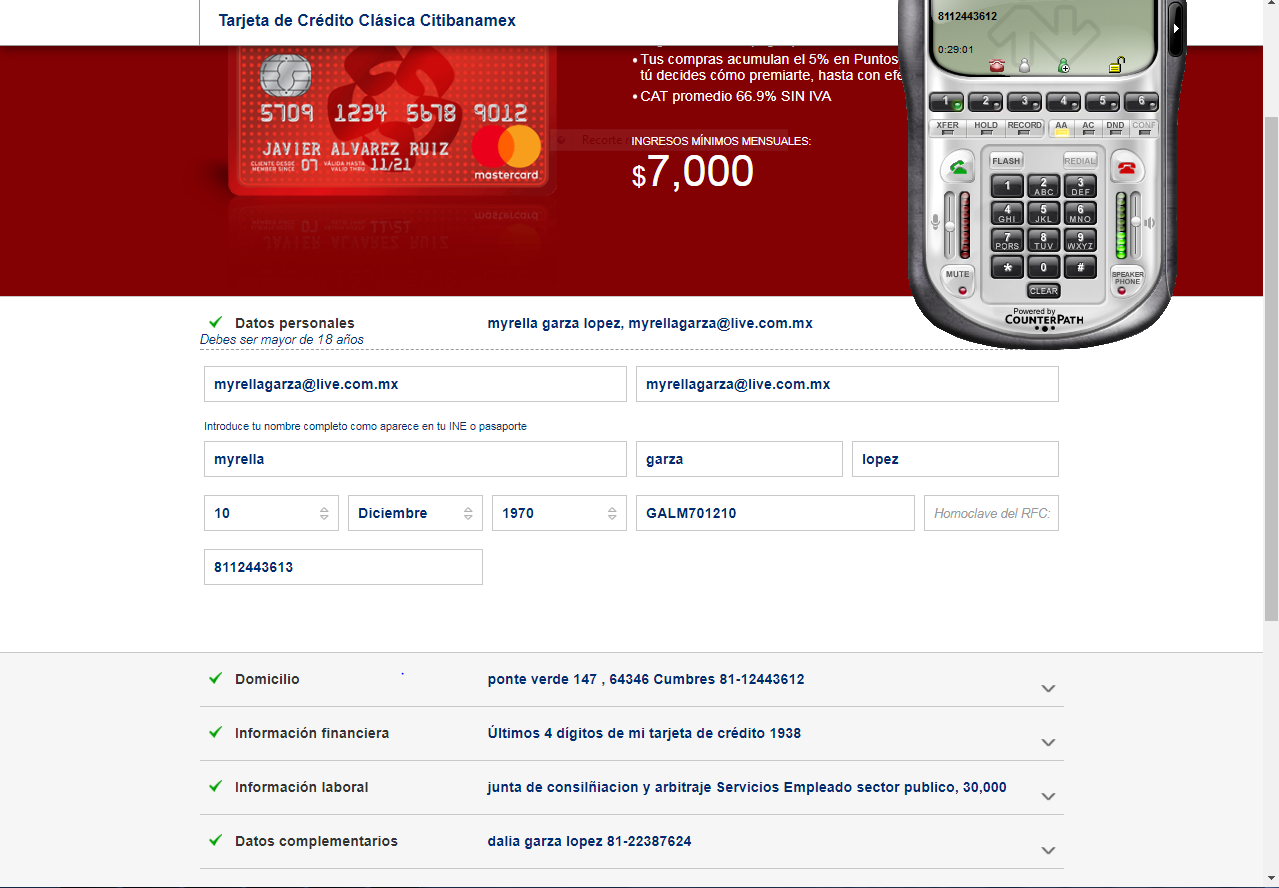 Tarjeta de Crédito Clásica Citibanamex
8112443612
0:29:01
Tus compras acumulan el 5% en Puntos
tú decides cómo premiarte, hasta con efe
CAT promedio 66.9% SIN IVA
INGRESOS MÍNIMOS MENSUALES:
$7,000
5709 1234 5678 9012
JAVIER ALVAREZ RUIZ
CLIENTE DESDE
MEMBER SINCE
07
VÁLIDA HASTA
VALID THRU
11/21
mastercard
Recorte
1 2 3 4 5 6
XFER HOLD RECORD AA AC DND CONF
FLASH REDIAL
1 2 ABC 3 DEF
4 GHI 5 JKL 6 MNO
7 PQRS 8 TUV 9 WXYZ
* 0 #
MUTE
SPEAKER
PHONE
CLEAR
Powered by
COUNTERPATH
Datos personales myrella garza lopez, myrellagarza@live.com.mx
Debes ser mayor de 18 años
myrellagarza@live.com.mx myrellagarza@live.com.mx
Introduce tu nombre completo como aparece en tu INE o pasaporte
myrella garza lopez
10 Diciembre 1970 GALM701210 Homoclave del RFC:
8112443613
Domicilio ponte verde 147 , 64346 Cumbres 81-12443612
Información financiera Últimos 4 dígitos de mi tarjeta de crédito 1938
Información laboral junta de consilñiacion y arbitraje Servicios Empleado sector publico, 30,000
Datos complementarios dalia garza lopez 81-22387624